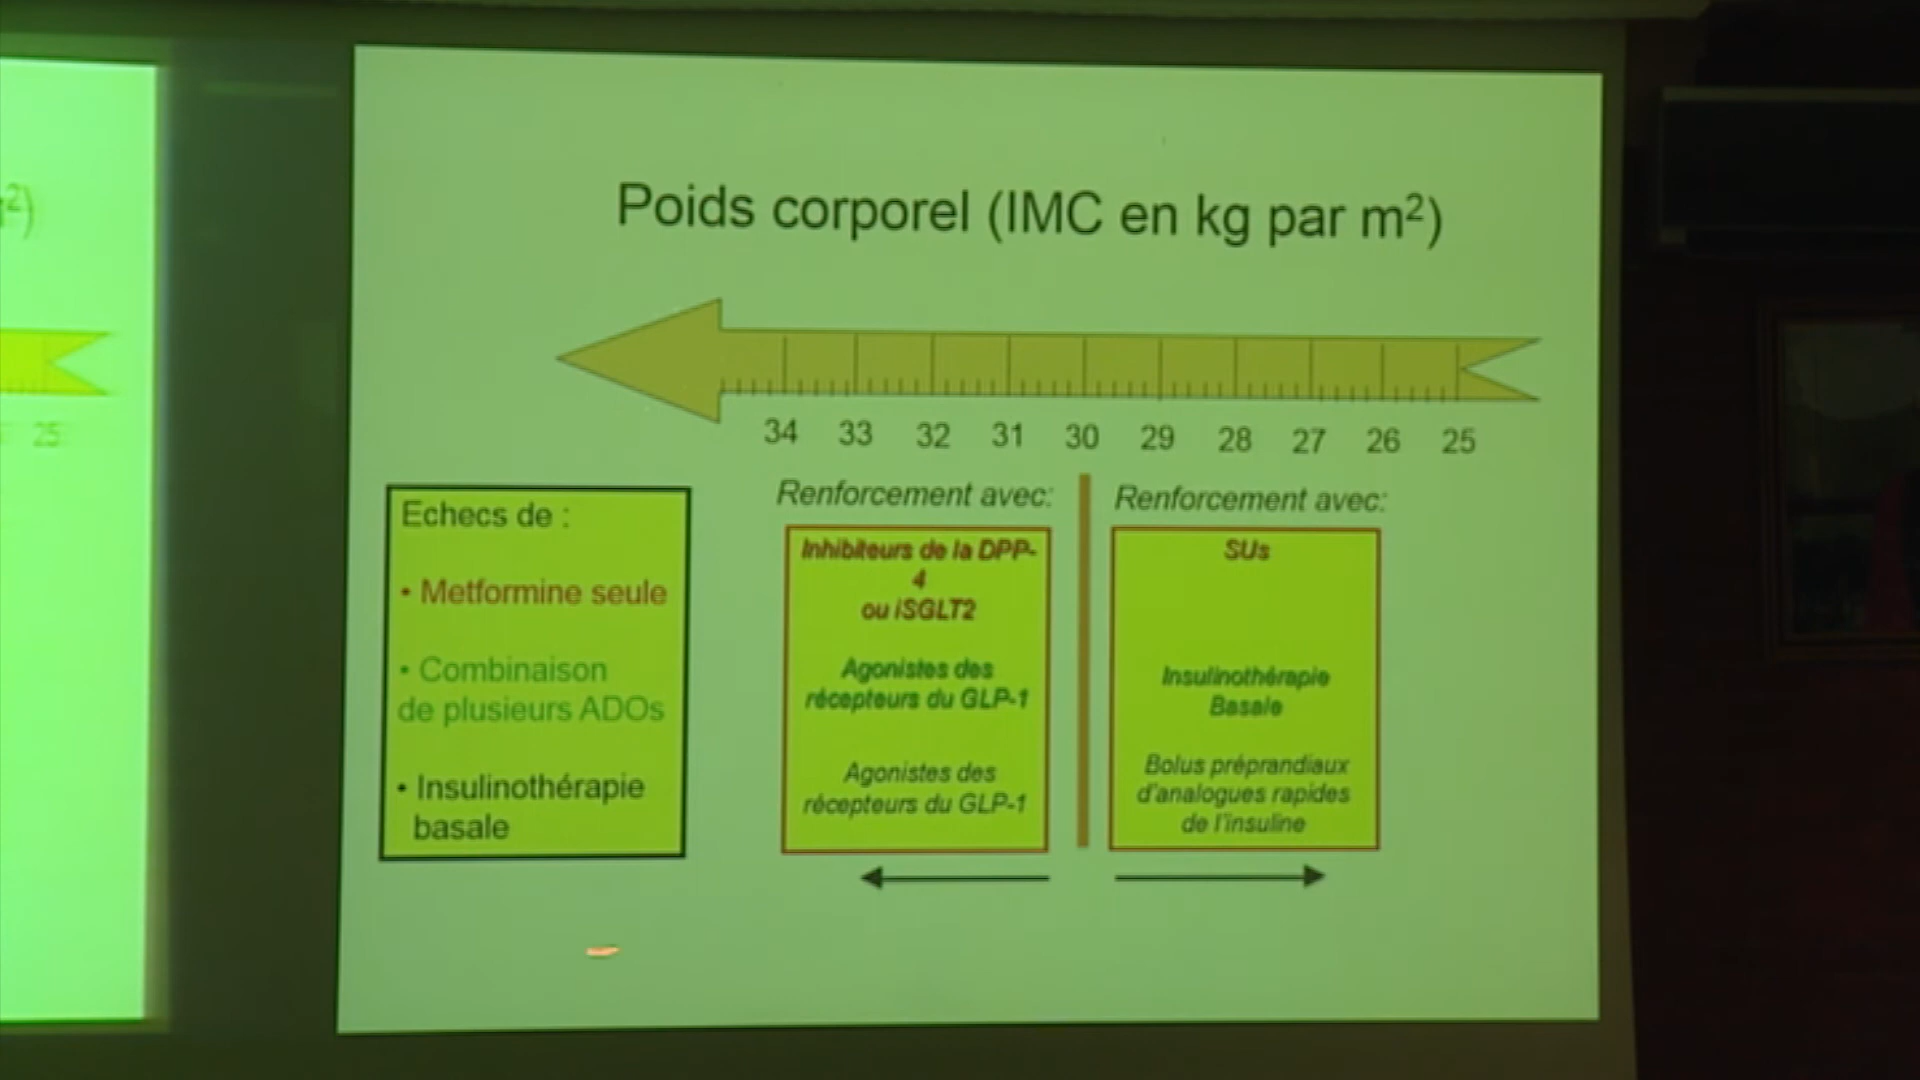 Poids corporel (IMC en kg par m²)
34 33 32 31 30 29 28 27 26 25
Echecs de :
• Metformine seule
• Combinaison
de plusieurs ADOs
• Insulinothérapie
basale
Renforcement avec:
Inhibiteurs de la DPP-
4
ou iSGLT2
Agonistes des
récepteurs du GLP-1
Agonistes des
récepteurs du GLP-1
Renforcement avec:
SUs
Insulinothérapie
Basale
Bolus préprandiaux
d'analogues rapides
de l'insuline
²)
25